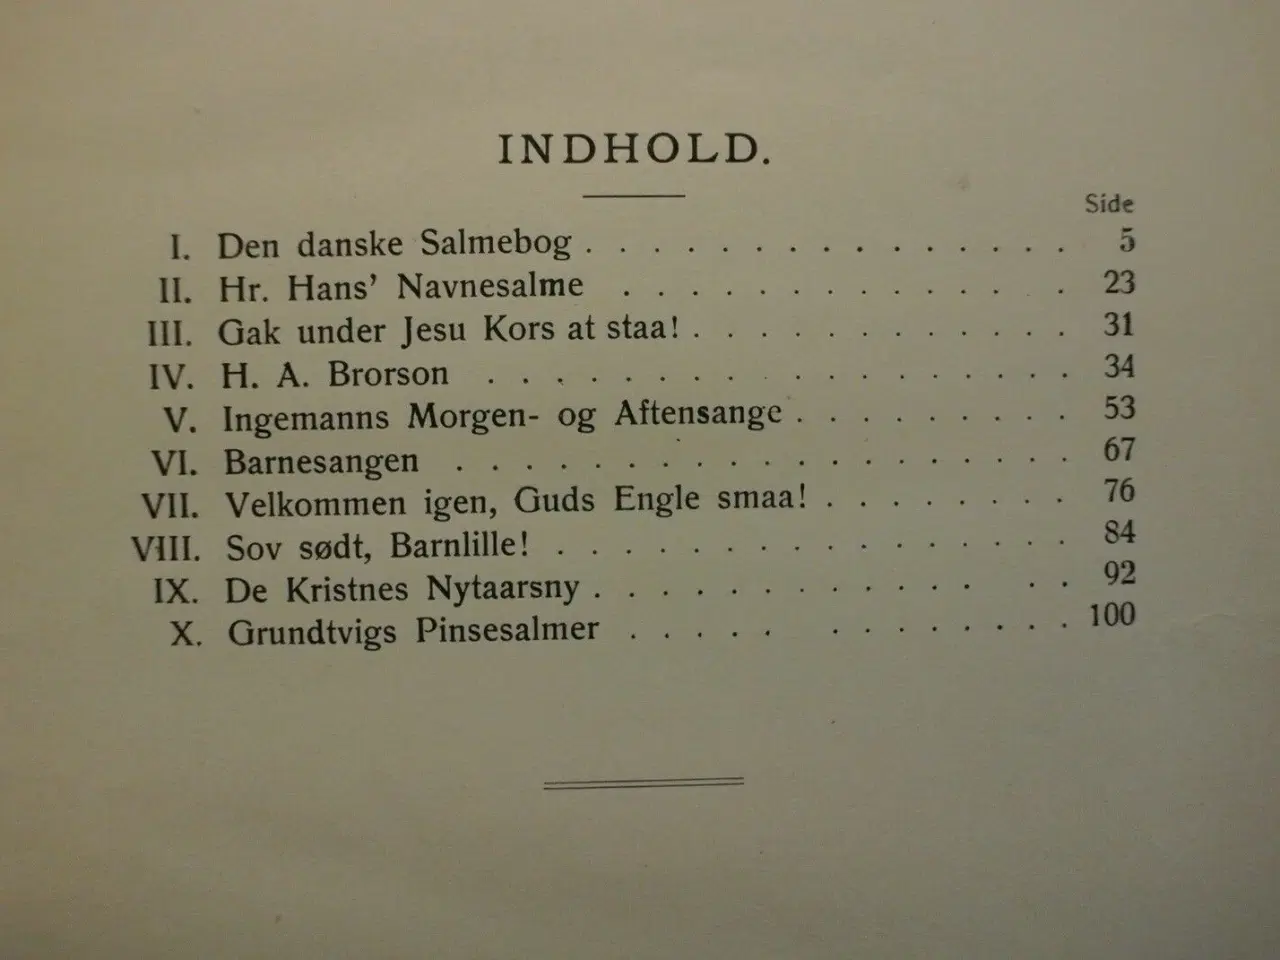 INDHOLD.
Side
I. Den danske Salmebog . . . . . . . . . . . . . . . . 5
II. Hr. Hans' Navnesalme . . . . . . . . . . . . . . 23
III. Gak under Jesu Kors at staa! . . . . . . . . . . . . 31
IV. H. A. Brorson . . . . . . . . . . . . . . . . . 34
V. Ingemanns Morgen- og Aftensange . . . . . . . . . 53
VI. Barnesangen . . . . . . . . . . . . . . . . . . 67
VII. Velkommen igen, Guds Engle smaa! . . . . . . . . 76
VIII. Sov sødt, Barnlille! . . . . . . . . . . . . . . . 84
IX. De Kristnes Nytaarsny . . . . . . . . . . . . . . 92
X. Grundtvigs Pinsesalmer . . . . . . . . . . . . . . 100